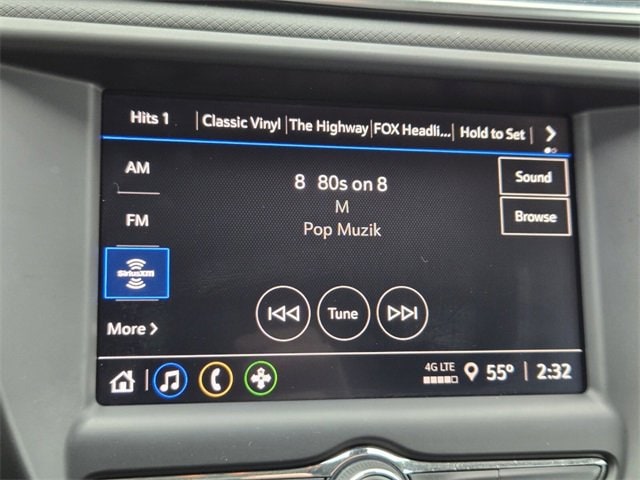 Hits 1 Classic Vinyl The Highway FOX Headli... Hold to Set
AM
8 80s on 8
Sound
M
FM
Pop Muzik
Browse
SiriusXM
Tune
More >
4G LTE
55° 2:32